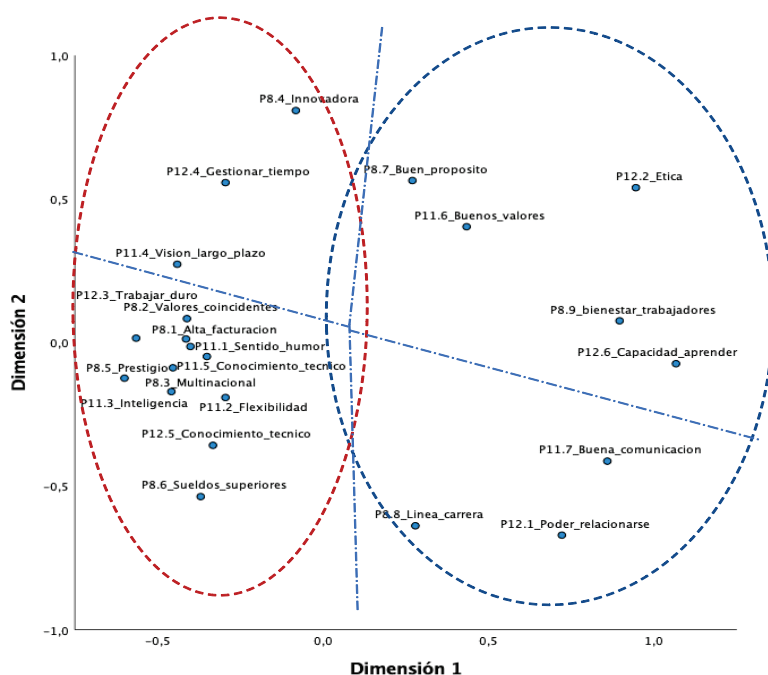 1,0
P8.4_Innovadora
P12.4_Gestionar_tiempo
P8.7_Buen_proposito
P12.2_Etica
0,5
P11.6_Buenos_valores
P11.4_Vision_largo_plazo
P12.3_Trabajar_duro
P8.2_Valores_coincidentes
P8.9_bienestar_trabajadores
P8.1_Alta_facturacion
0,0
P11.1_Sentido_humor
P12.6_Capacidad_aprender
P8.5_Prestigio
P11.5_Conocimiento_tecnico
P8.3_Multinacional
P11.3_Inteligencia
P11.2_Flexibilidad
P12.5_Conocimiento_tecnico
P11.7_Buena_comunicacion
P8.6_Sueldos_superiores
-0,5
P8.8_Linea_carrera
P12.1_Poder_relacionarse
-1,0
-0,5
0,0
0,5
1,0
Dimensión 1
Dimensión 2